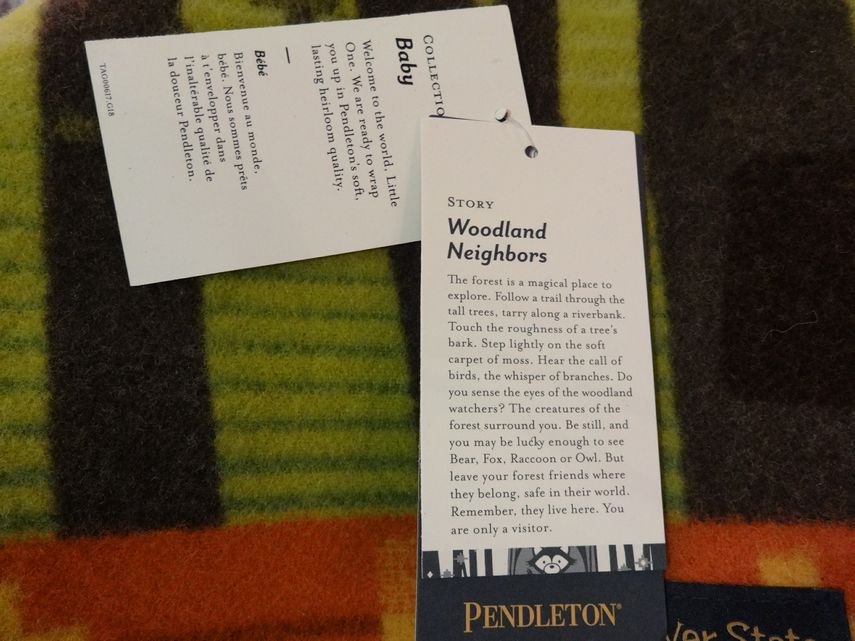 COLLECTIO
Baby
Welcome to the world, Little
One. We are ready to wrap
you up in Pendleton's soft,
lasting heirloom quality.
—
Bébé
Bienvenue au monde,
bébé. Nous sommes prêts
à t'envelopper dans
l'inaltérable qualité de
la douceur Pendleton.
TAG00617.G18
STORY
Woodland
Neighbors
The forest is a magical place to
explore. Follow a trail through the
tall trees, tarry along a riverbank.
Touch the roughness of a tree's
bark. Step lightly on the soft
carpet of moss. Hear the call of
birds, the whisper of branches. Do
you sense the eyes of the woodland
watchers? The creatures of the
forest surround you. Be still, and
you may be lucky enough to see
Bear, Fox, Raccoon or Owl. But
leave your forest friends where
they belong, safe in their world.
Remember, they live here. You
are only a visitor.
PENDLETON®
ver State